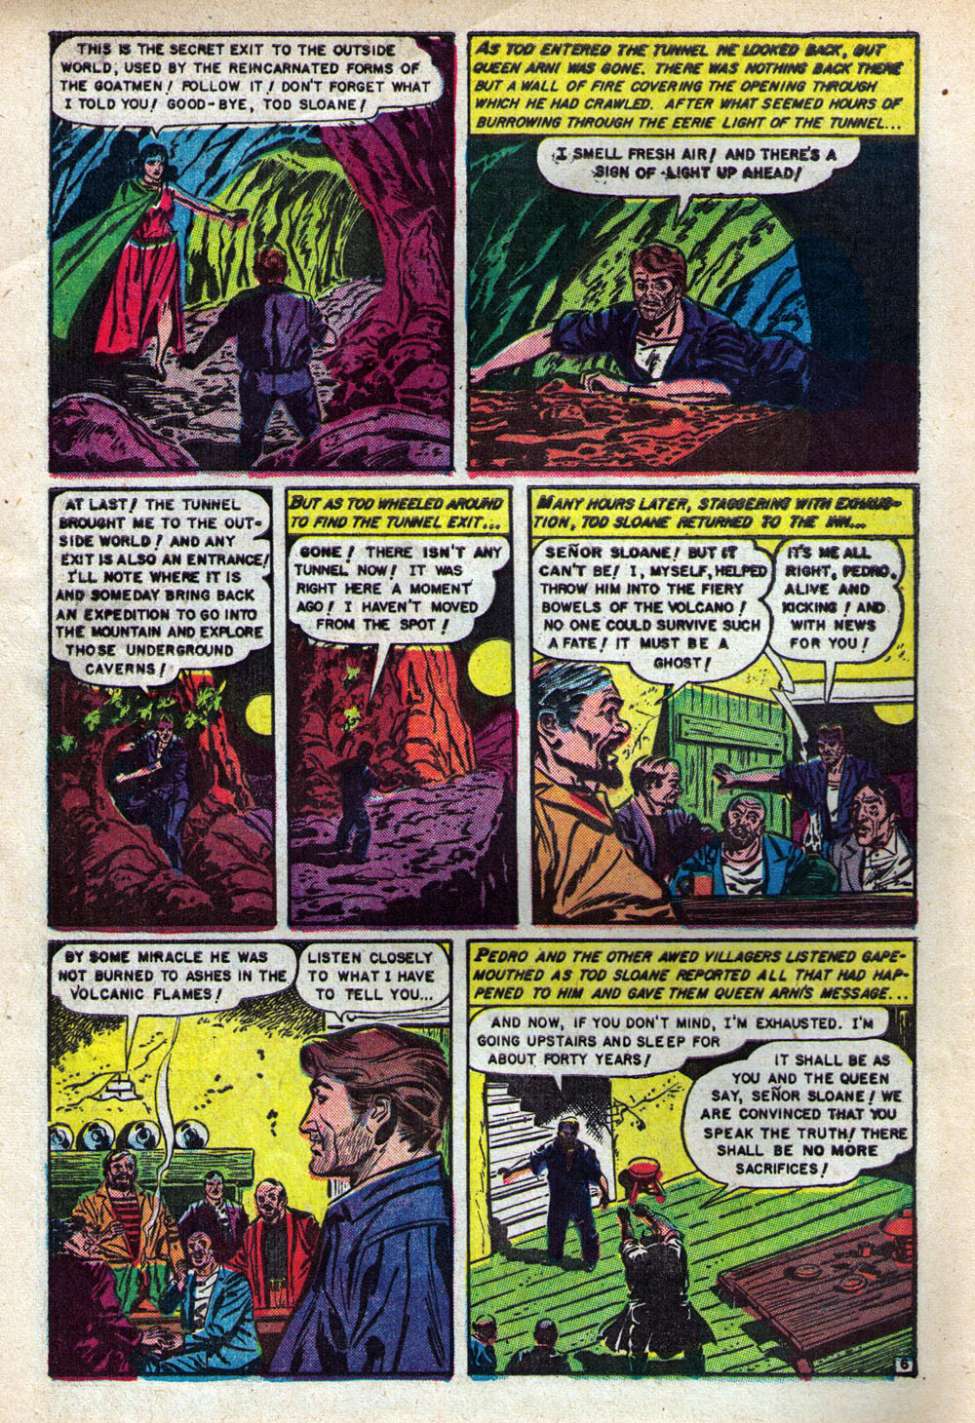 THIS IS THE SECRET EXIT TO THE OUTSIDE
WORLD, USED BY THE REINCARNATED FORMS OF
THE GOATMEN! FOLLOW IT! DON'T FORGET WHAT
I TOLD YOU! GOOD-BYE, TOD SLOANE!
AS TOD ENTERED THE TUNNEL HE LOOKED BACK, BUT
QUEEN ARNI WAS GONE. THERE WAS NOTHING BACK THERE
BUT A WALL OF FIRE COVERING THE OPENING THROUGH
WHICH HE HAD CRAWLED. AFTER WHAT SEEMED HOURS OF
BURROWING THROUGH THE EERIE LIGHT OF THE TUNNEL...
I SMELL FRESH AIR! AND THERE'S A
SIGN OF LIGHT UP AHEAD!
AT LAST! THE TUNNEL
BROUGHT ME TO THE OUT-
SIDE WORLD! AND ANY
EXIT IS ALSO AN ENTRANCE!
I'LL NOTE WHERE IT IS
AND SOMEDAY BRING BACK
AN EXPEDITION TO GO INTO
THE MOUNTAIN AND EXPLORE
THOSE UNDERGROUND
CAVERNS!
BUT AS TOD WHEELED AROUND
TO FIND THE TUNNEL EXIT...
GONE! THERE ISN'T ANY
TUNNEL NOW! IT WAS
RIGHT HERE A MOMENT
AGO! I HAVEN'T MOVED
FROM THE SPOT!
MANY HOURS LATER, STAGGERING WITH EXHAUS-
TION, TOD SLOANE RETURNED TO THE INN...
SEÑOR SLOANE! BUT IT
CAN'T BE! I, MYSELF, HELPED
THROW HIM INTO THE FIERY
BOWELS OF THE VOLCANO!
NO ONE COULD SURVIVE SUCH
A FATE! IT MUST BE A
GHOST!
IT'S ME ALL
RIGHT, PEDRO,
ALIVE AND
KICKING! AND
WITH NEWS
FOR YOU!
BY SOME MIRACLE HE WAS
NOT BURNED TO ASHES IN THE
VOLCANIC FLAMES!
LISTEN CLOSELY
TO WHAT I HAVE
TO TELL YOU...
PEDRO AND THE OTHER AWED VILLAGERS LISTENED GAPE-
MOUTHED AS TOD SLOANE REPORTED ALL THAT HAD HAP-
PENED TO HIM AND GAVE THEM QUEEN ARNI'S MESSAGE...
AND NOW, IF YOU DON'T MIND, I'M EXHAUSTED. I'M
GOING UPSTAIRS AND SLEEP FOR
ABOUT FORTY YEARS!
IT SHALL BE AS
YOU AND THE QUEEN
SAY, SEÑOR SLOANE! WE
ARE CONVINCED THAT YOU
SPEAK THE TRUTH! THERE
SHALL BE NO MORE
SACRIFICES!
6